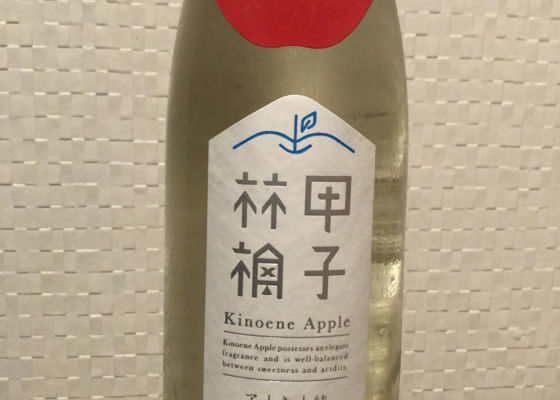 甲子
林檎
Kinoene Apple
Kinoene Apple possesses an elegant
fragrance and is well-balanced
between sweetness and acidity.